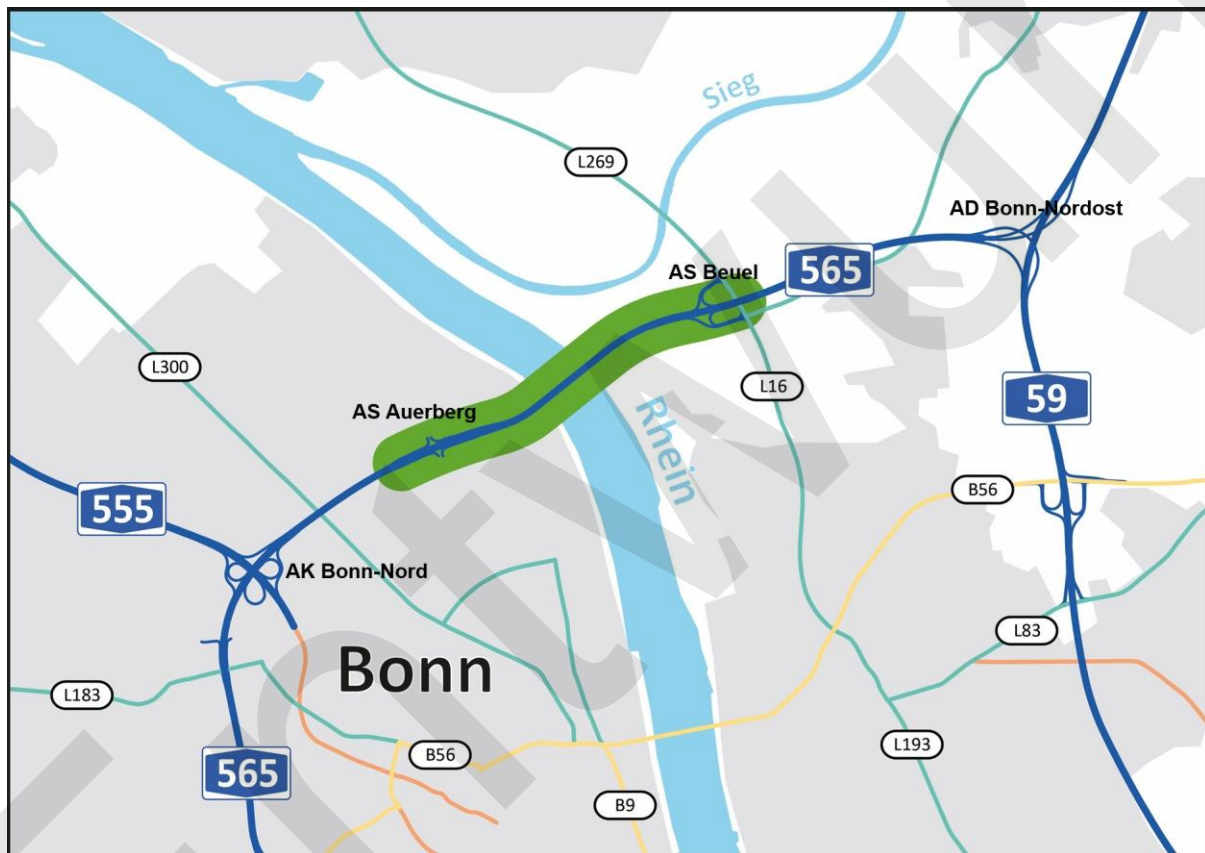 Sieg
L269
AD Bonn-Nordost
AS Beuel
565
L300
L16
59
AS Auerberg
Rhein
B56
555
AK Bonn-Nord
L83
Bonn
L183
L193
B56
565
B9
Entwurf